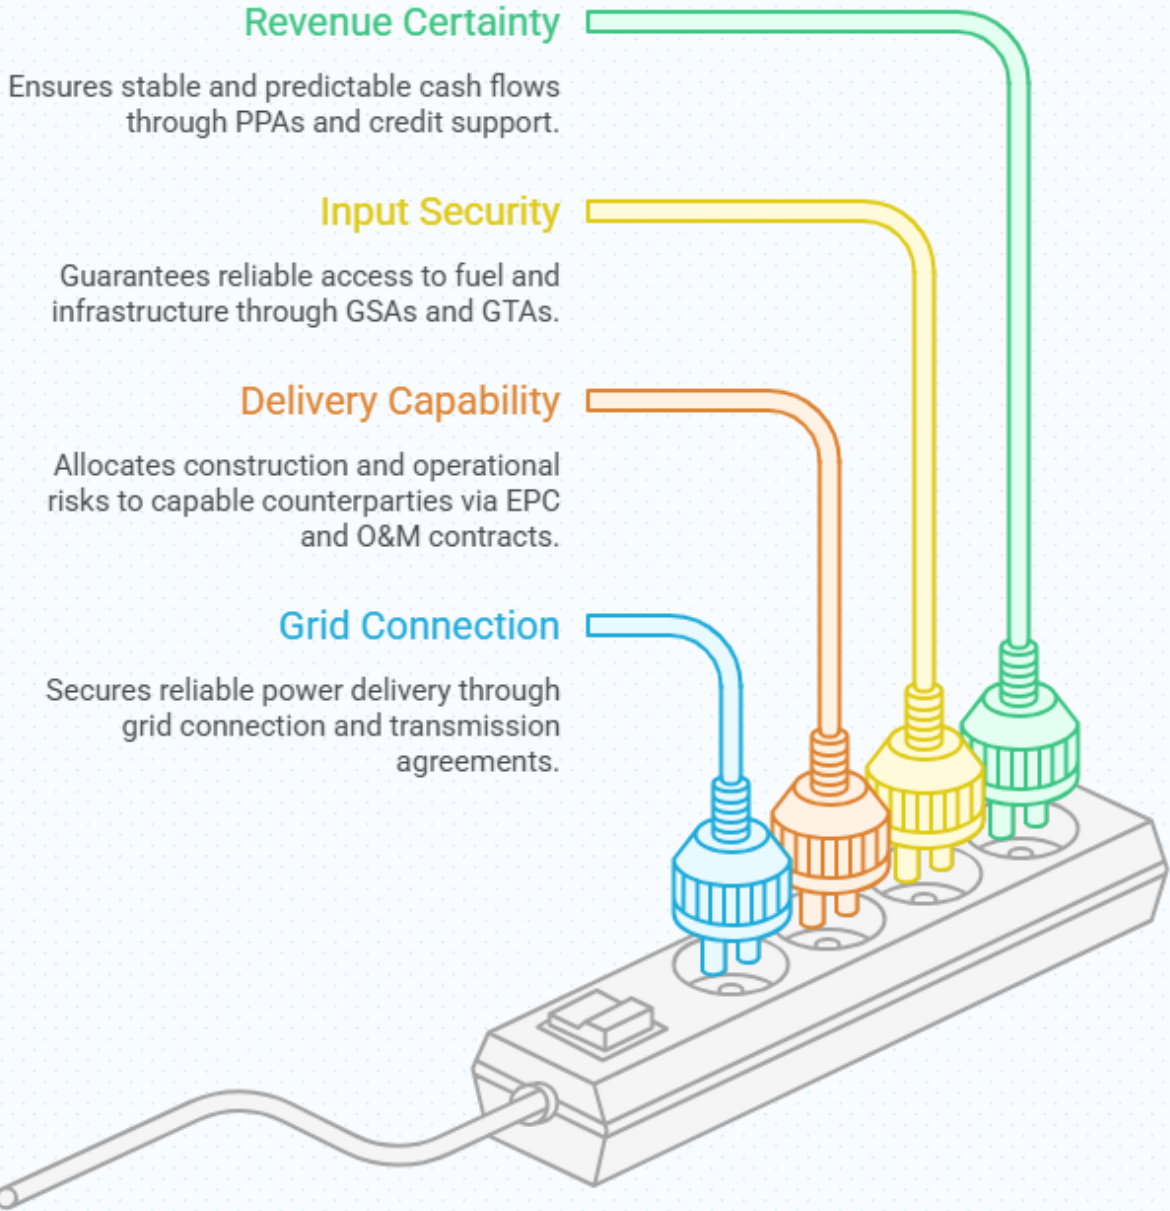 Revenue Certainty
Ensures stable and predictable cash flows
through PPAs and credit support.
Input Security
Guarantees reliable access to fuel and
infrastructure through GSAs and GTAs.
Delivery Capability
Allocates construction and operational
risks to capable counterparties via EPC
and O&M contracts.
Grid Connection
Secures reliable power delivery through
grid connection and transmission
agreements.